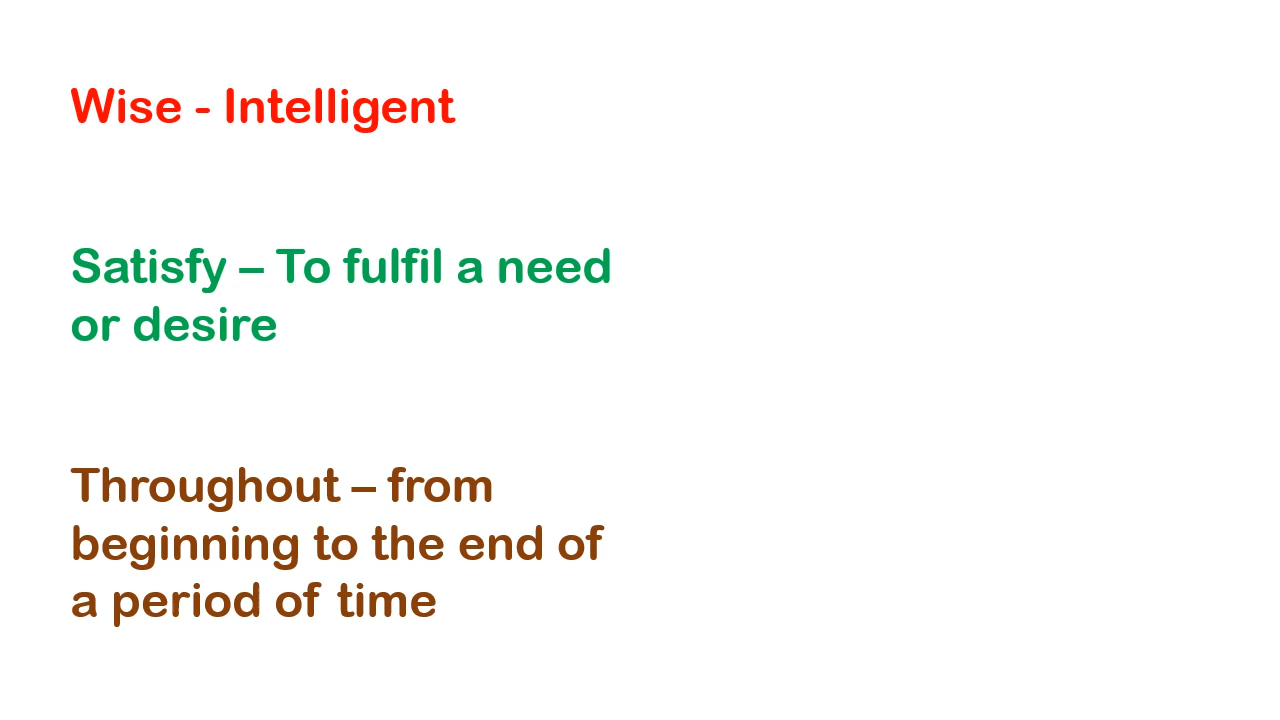 Wise - Intelligent
Satisfy – To fulfil a need
or desire
Throughout – from
beginning to the end of
a period of time